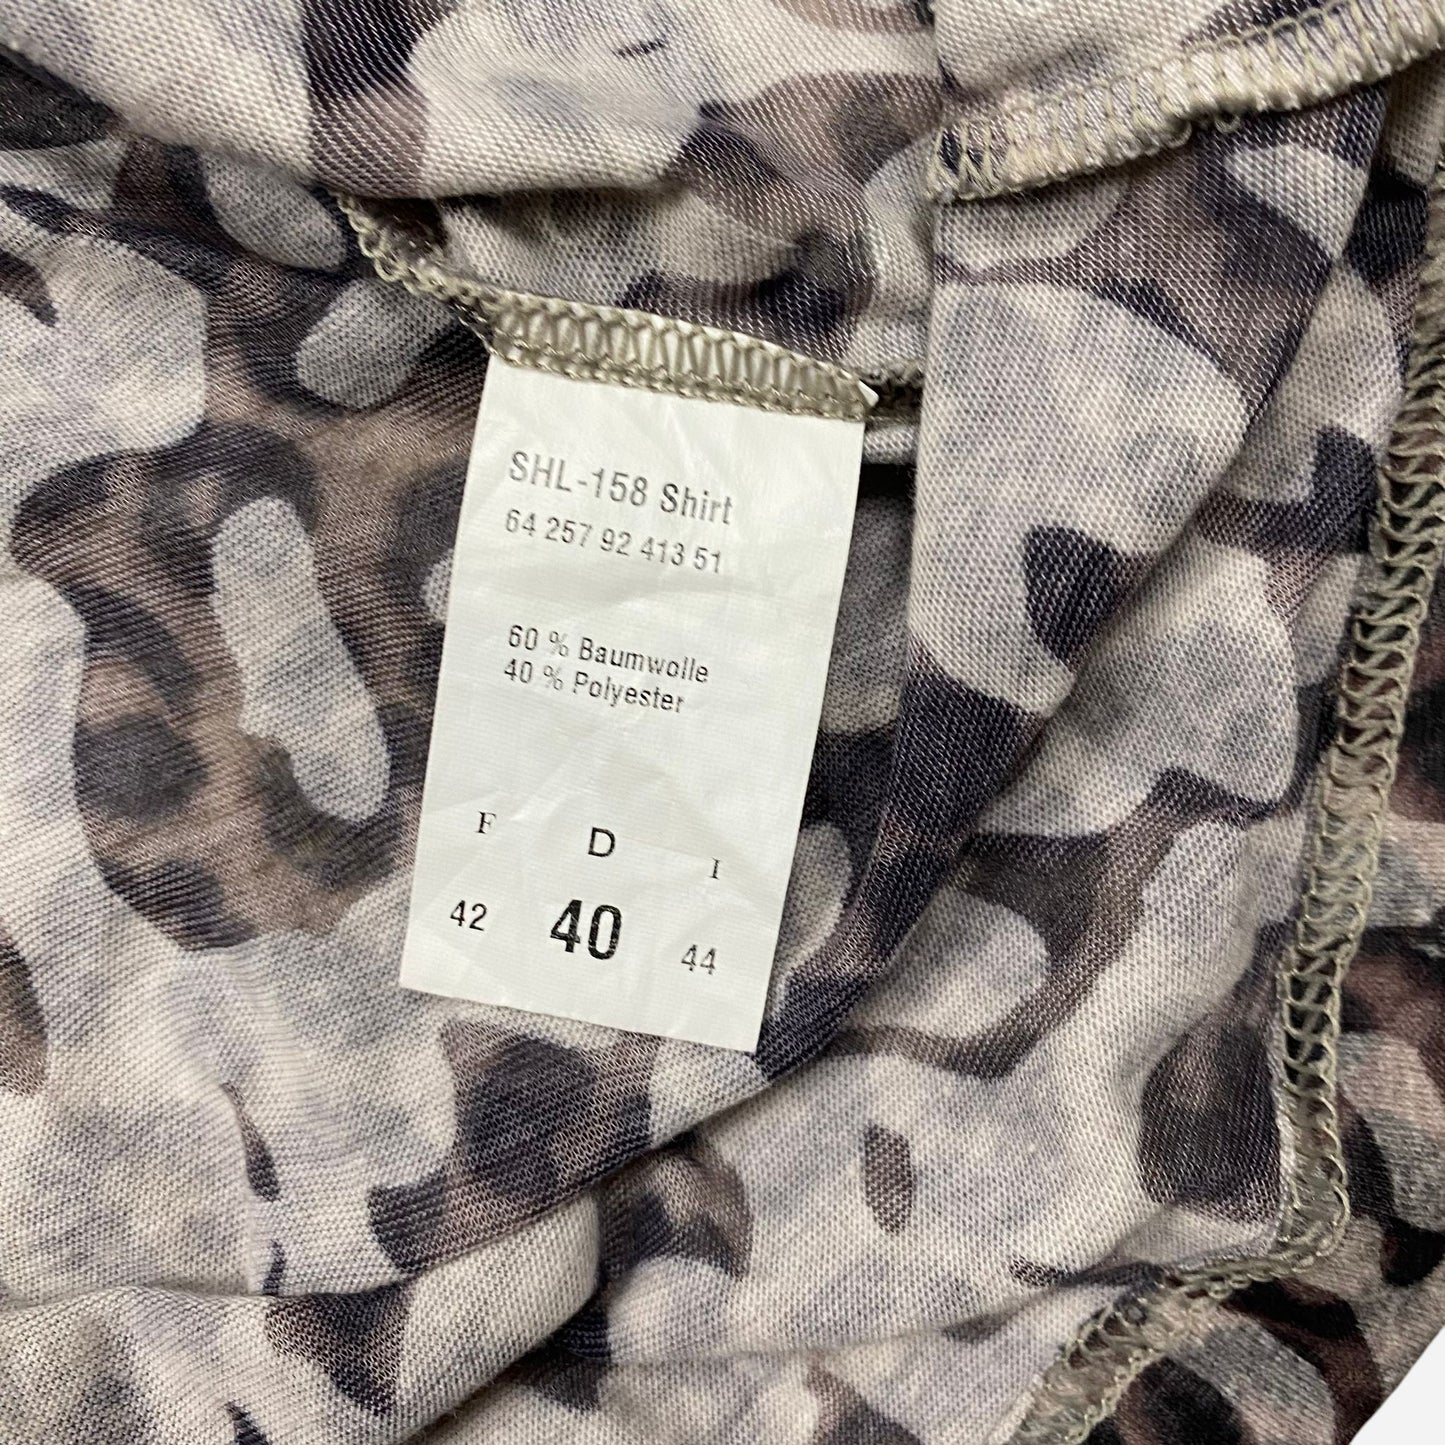 SHL-158 Shirt
64 257 92 413 51
60 % Baumwolle
40 % Polyester
F D I
42 40 44